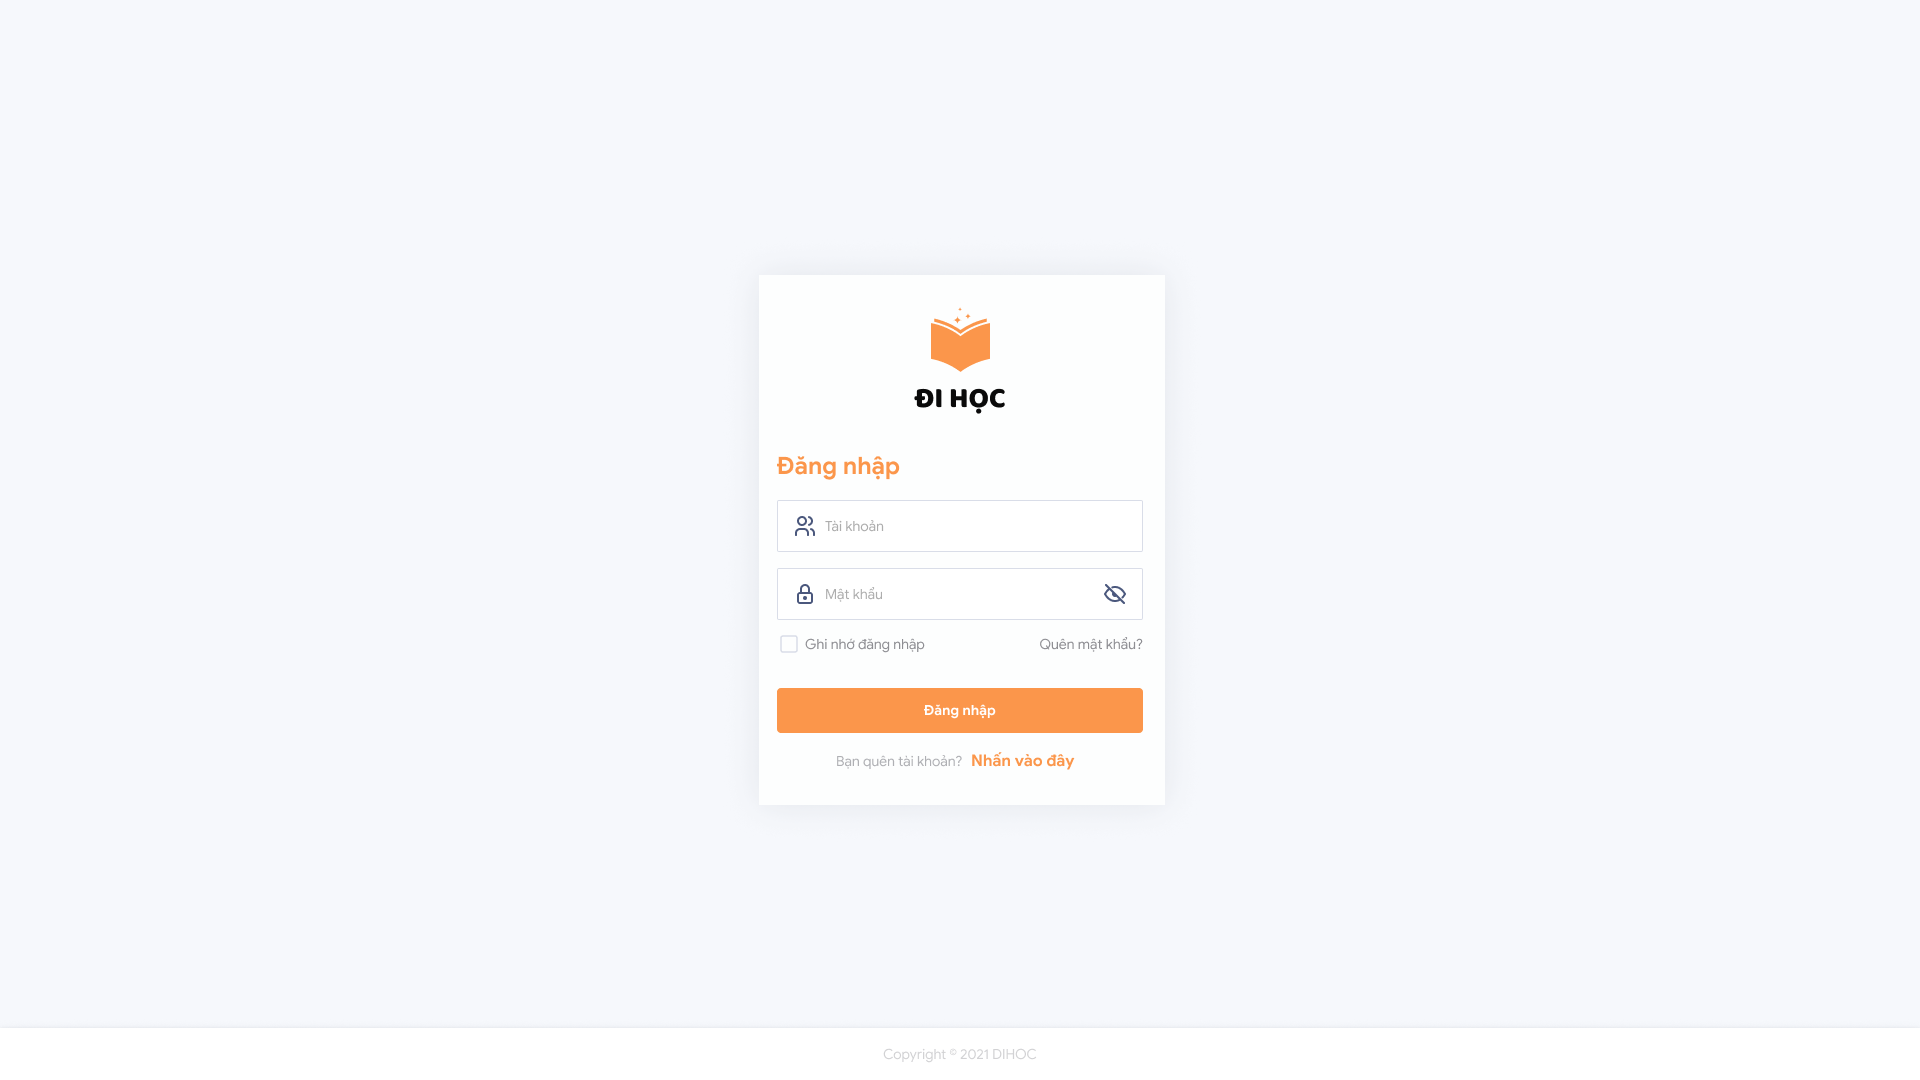 ĐI HỌC
Đăng nhập
Tài khoản
Mật khẩu
Ghi nhớ đăng nhập
Quên mật khẩu?
Đăng nhập
Bạn quên tài khoản? Nhấn vào đây
Copyright © 2021 DIHOC